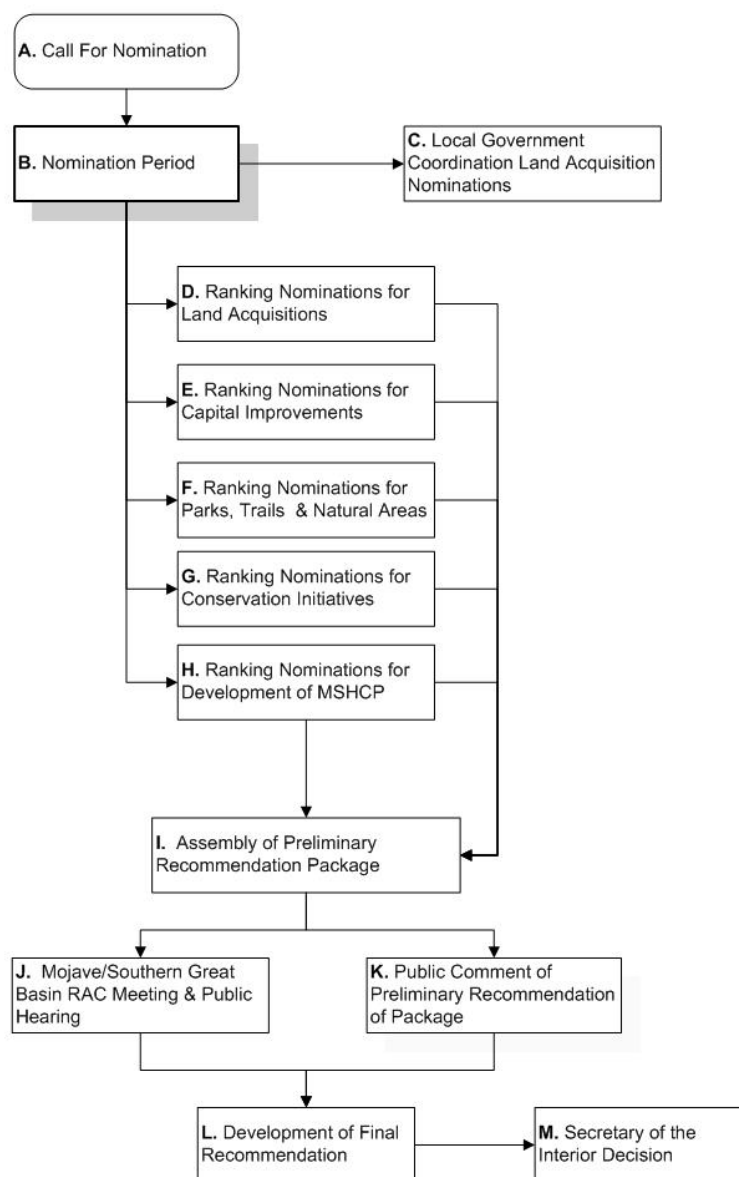 A. Call For Nomination
B. Nomination Period
C. Local Government
Coordination Land Acquisition
Nominations
D. Ranking Nominations for
Land Acquisitions
E. Ranking Nominations for
Capital Improvements
F. Ranking Nominations for
Parks, Trails & Natural Areas
G. Ranking Nominations for
Conservation Initiatives
H. Ranking Nominations for
Development of MSHCP
I. Assembly of Preliminary
Recommendation Package
J. Mojave/Southern Great
Basin RAC Meeting & Public
Hearing
K. Public Comment of
Preliminary Recommendation
of Package
L. Development of Final
Recommendation
M. Secretary of the
Interior Decision